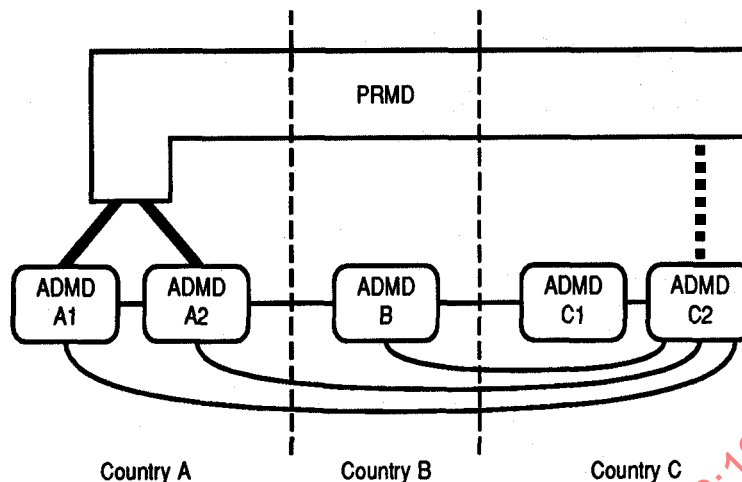 PRMD
ADMD
A1
ADMD
A2
ADMD
B
ADMD
C1
ADMD
C2
Country A
Country B
Country C